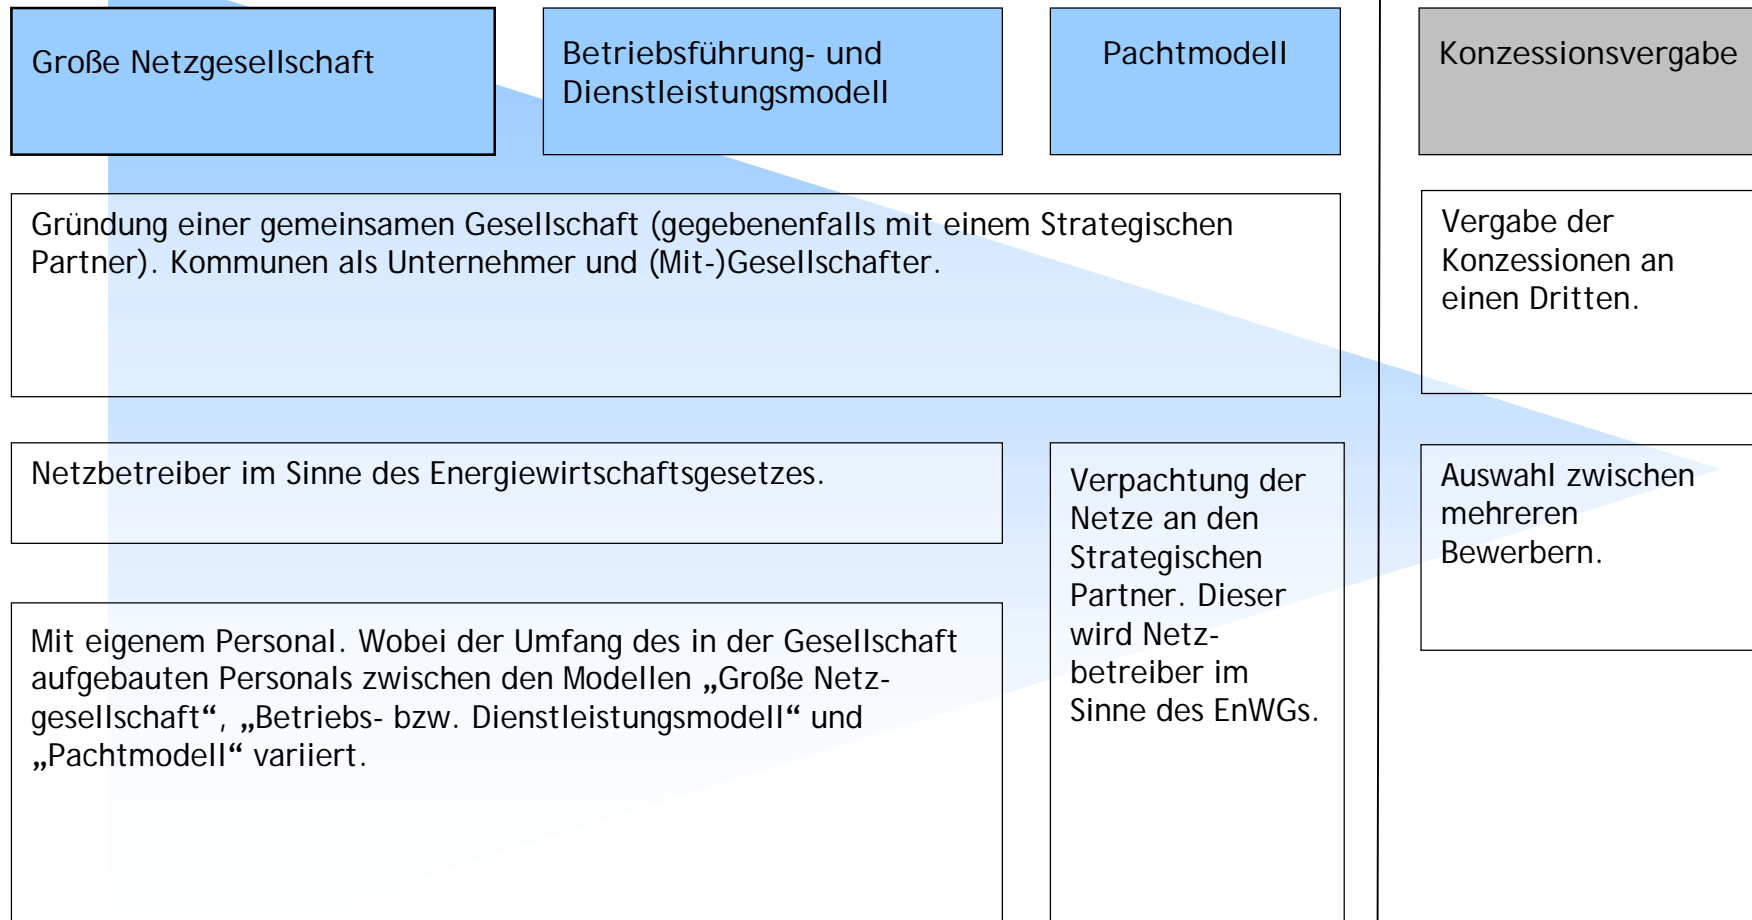 Große Netzgesellschaft
Betriebsführung- und
Dienstleistungsmodell
Pachtmodell
Konzessionsvergabe
Gründung einer gemeinsamen Gesellschaft (gegebenenfalls mit einem Strategischen
Partner). Kommunen als Unternehmer und (Mit-)Gesellschafter.
Vergabe der
Konzessionen an
einen Dritten.
Netzbetreiber im Sinne des Energiewirtschaftsgesetzes.
Mit eigenem Personal. Wobei der Umfang des in der Gesellschaft
aufgebauten Personals zwischen den Modellen „Große Netz-
gesellschaft“, „Betriebs- bzw. Dienstleistungsmodell“ und
„Pachtmodell“ variiert.
Verpachtung der
Netze an den
Strategischen
Partner. Dieser
wird Netz-
betreiber im
Sinne des EnWGs.
Auswahl zwischen
mehreren
Bewerbern.